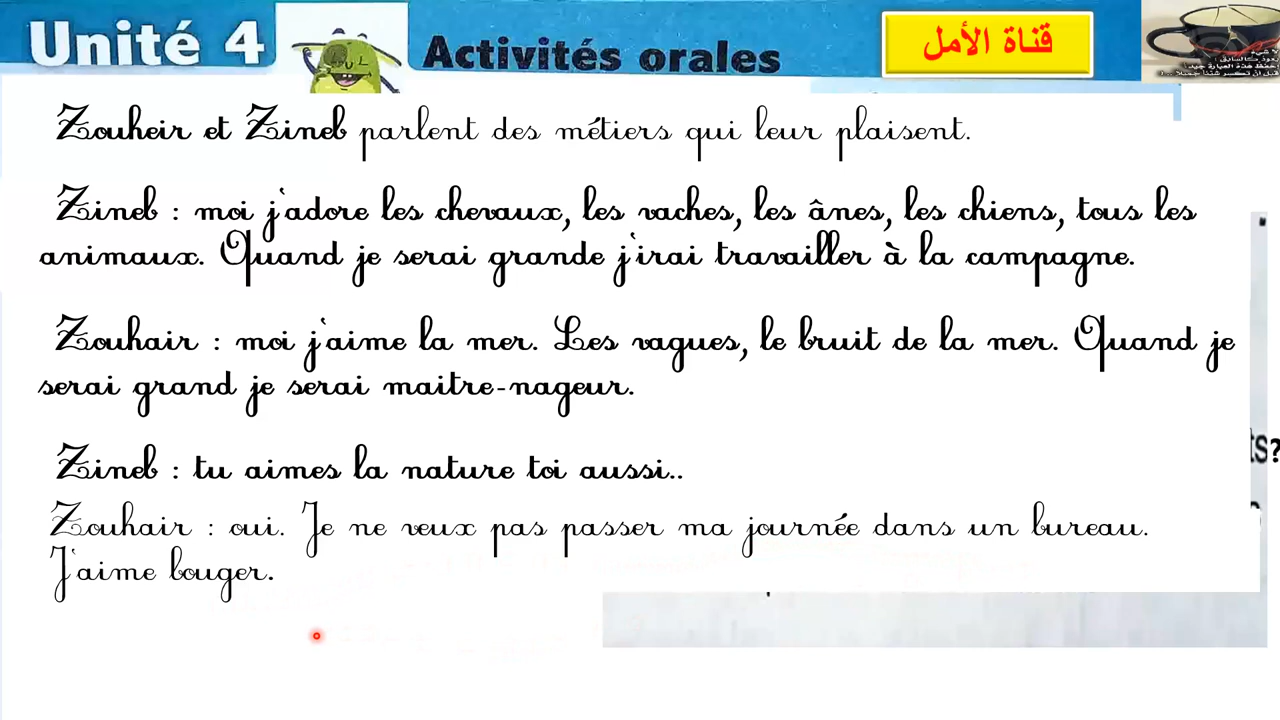 Unité 4
Activités orales
قناة الأمل
Zouheir et Zineb parlent des métiers qui leur plaisent.
Zineb : moi j'adore les chevaux, les vaches, les ânes, les chiens, tous les
animaux. Quand je serai grande j'irai travailler à la campagne.
Zouhair : moi j'aime la mer. Les vagues, le bruit de la mer. Quand je
serai grand je serai maitre-nageur.
Zineb : tu aimes la nature toi aussi..
Zouhair : oui. Je ne veux pas passer ma journée dans un bureau.
J'aime bouger.
ts?